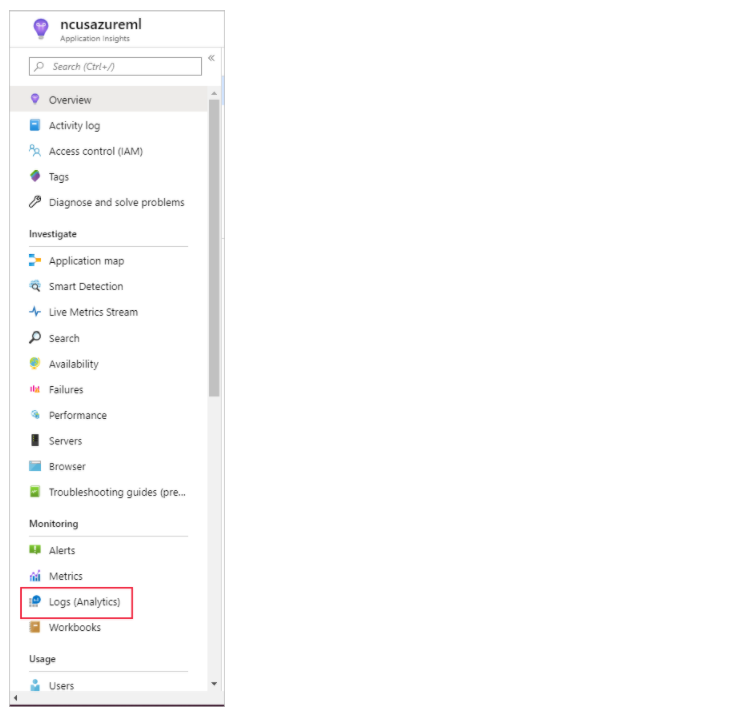 ncusazureml
Application Insights
Search (Ctrl+/)
«
Overview
Activity log
Access control (IAM)
Tags
Diagnose and solve problems
Investigate
Application map
Smart Detection
Live Metrics Stream
Search
Availability
Failures
Performance
Servers
Browser
Troubleshooting guides (pre...
Monitoring
Alerts
Metrics
Logs (Analytics)
Workbooks
Usage
Users